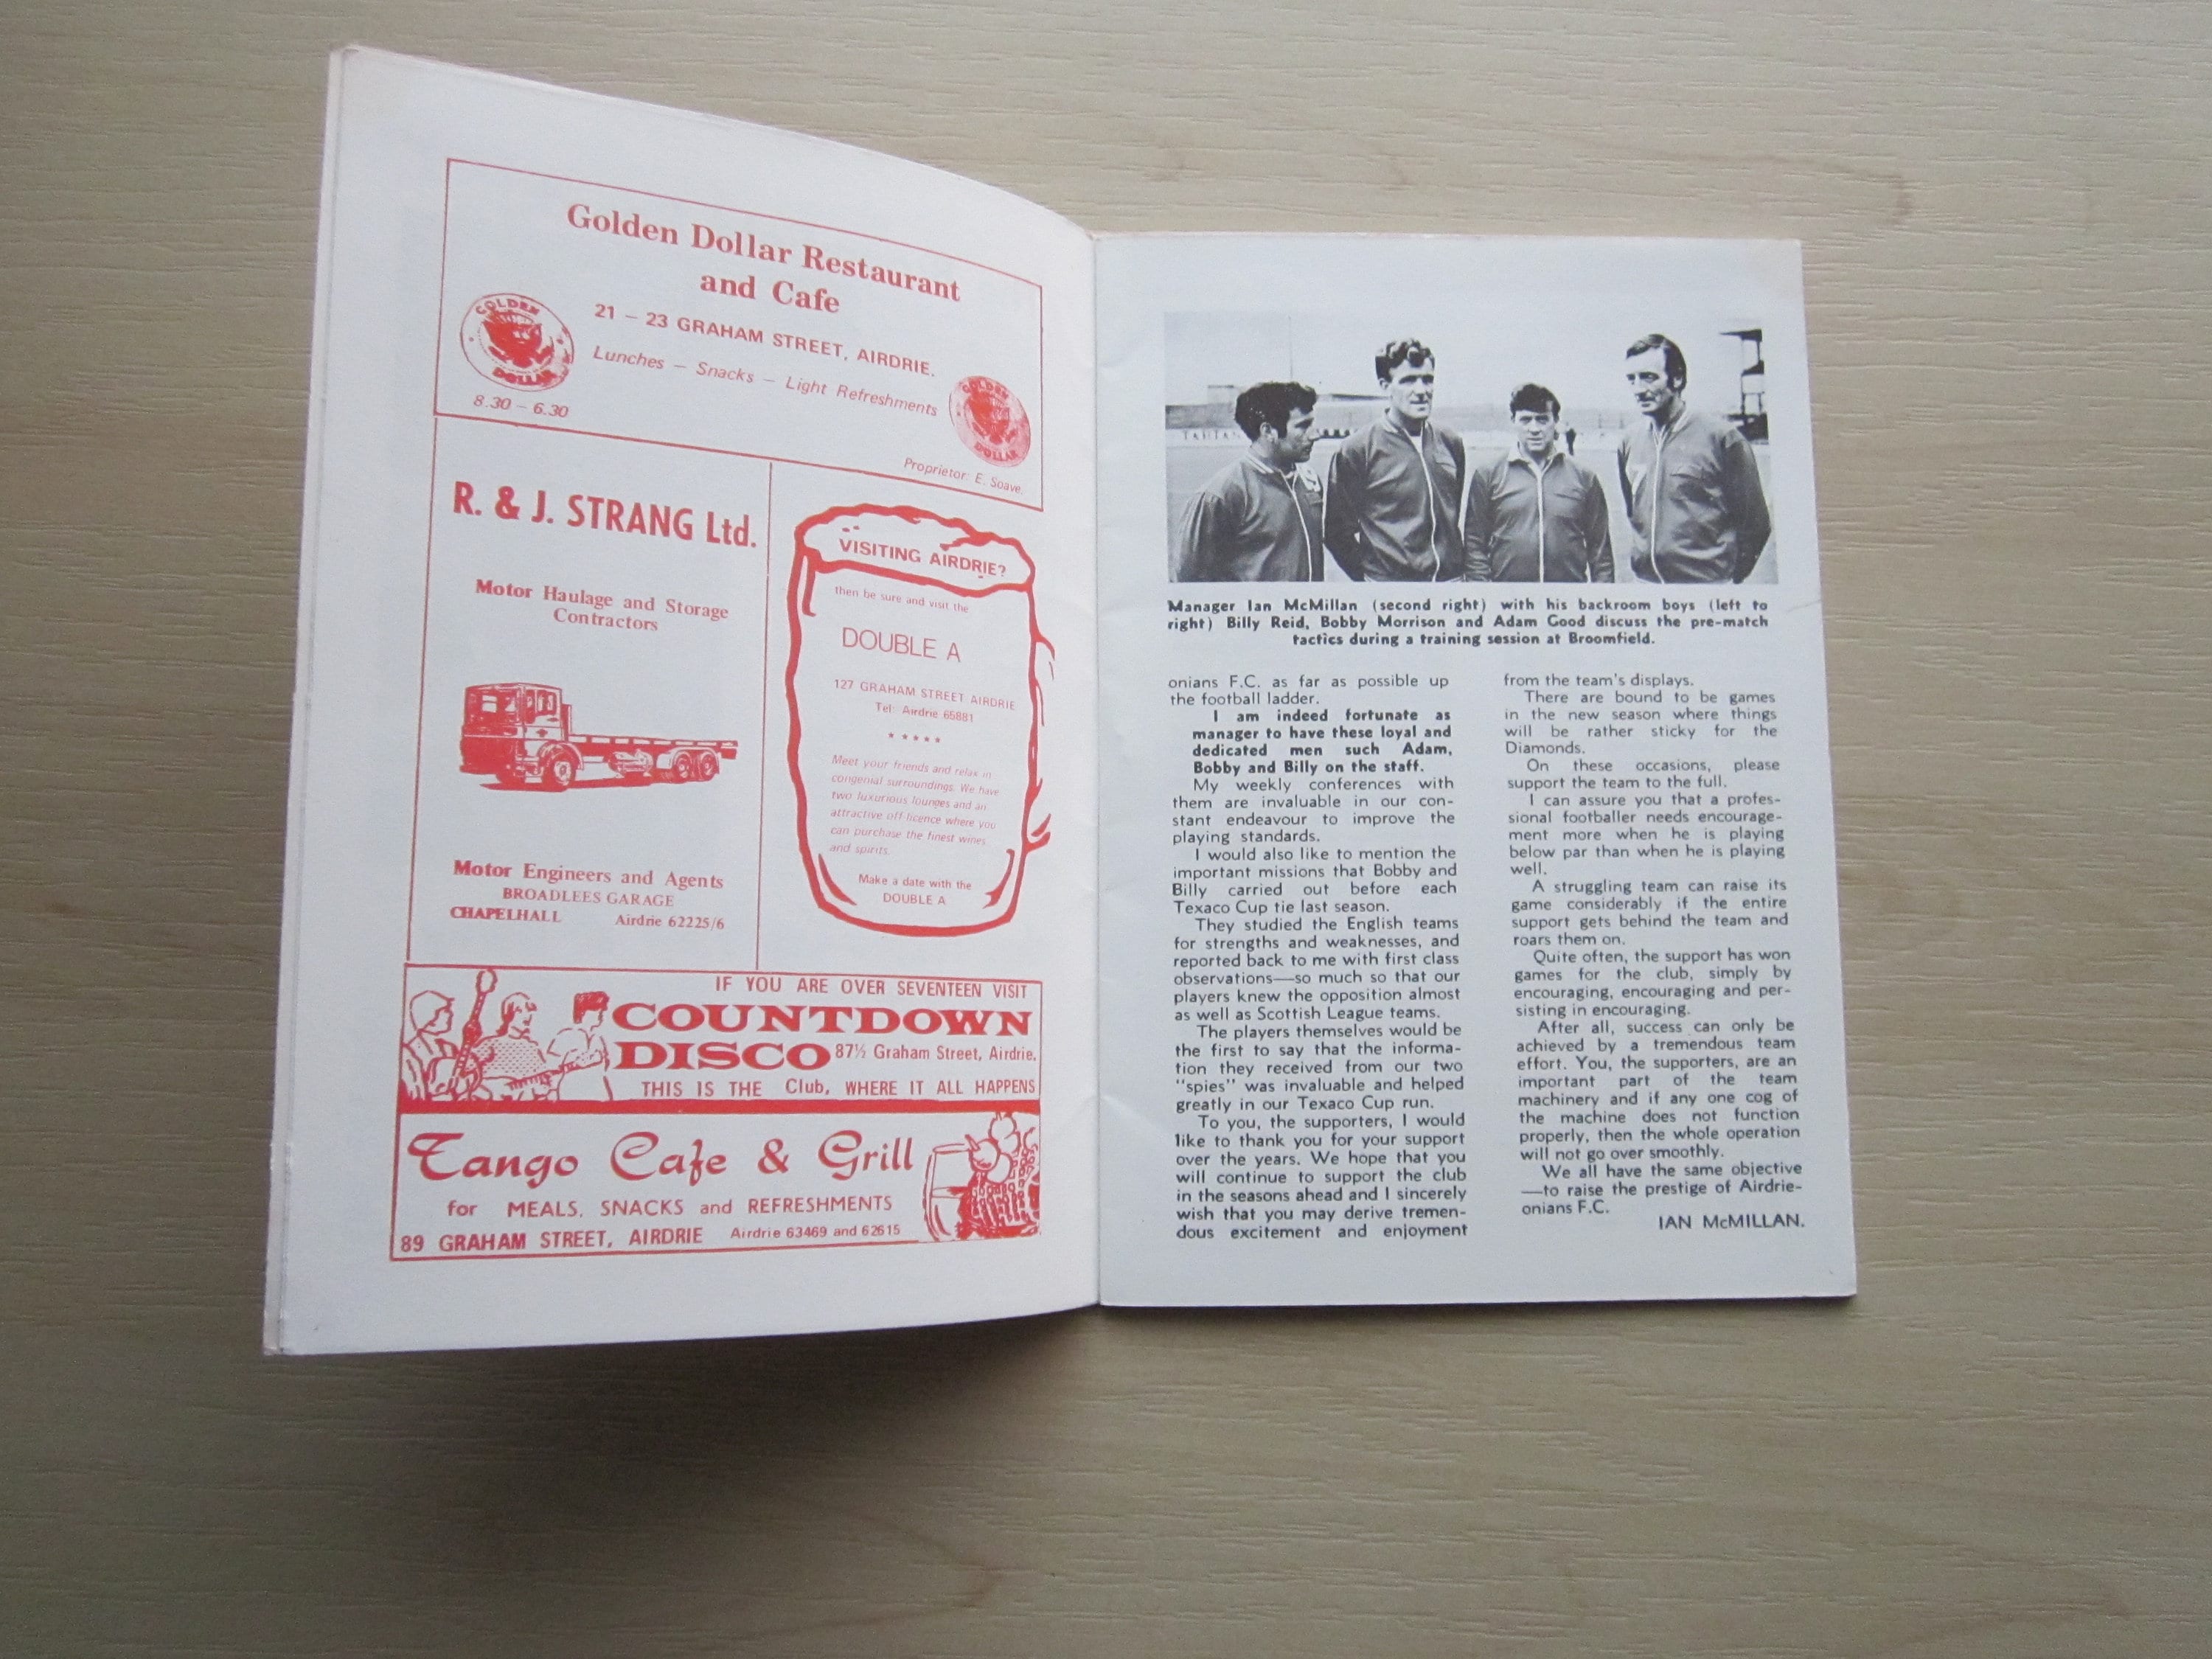 Golden Dollar Restaurant
and Cafe
21 – 23 GRAHAM STREET, AIRDRIE.
Lunches – Snacks – Light Refreshments
GOLDEN
DOLLAR
8.30 – 6.30
GOLDEN
DOLLAR
Proprietor: E. Soave
R. & J. STRANG Ltd.
Motor Haulage and Storage
Contractors
Motor Engineers and Agents
BROADLEES GARAGE
CHAPELHALL Airdrie 62225/6
VISITING AIRDRIE?
then be sure and visit the
DOUBLE A
127 GRAHAM STREET AIRDRIE
Tel: Airdrie 65881
* * * * *
Meet your friends and relax in
congenial surroundings. We have
two luxurious lounges and an
attractive off-licence where you
can purchase the finest wines
and spirits.
Make a date with the
DOUBLE A
IF YOU ARE OVER SEVENTEEN VISIT
COUNTDOWN
DISCO 87½ Graham Street, Airdrie.
THIS IS THE Club, WHERE IT ALL HAPPENS
Tango Cafe & Grill
for MEALS, SNACKS and REFRESHMENTS
89 GRAHAM STREET, AIRDRIE Airdrie 63469 and 62615
Manager Ian McMillan (second right) with his backroom boys (left to
right) Billy Reid, Bobby Morrison and Adam Good discuss the pre-match
tactics during a training session at Broomfield.
onians F.C. as far as possible up
the football ladder.
I am indeed fortunate as
manager to have these loyal and
dedicated men such Adam,
Bobby and Billy on the staff.
My weekly conferences with
them are invaluable in our con-
stant endeavour to improve the
playing standards.
I would also like to mention the
important missions that Bobby and
Billy carried out before each
Texaco Cup tie last season.
They studied the English teams
for strengths and weaknesses, and
reported back to me with first class
observations—so much so that our
players knew the opposition almost
as well as Scottish League teams.
The players themselves would be
the first to say that the informa-
tion they received from our two
"spies" was invaluable and helped
greatly in our Texaco Cup run.
To you, the supporters, I would
like to thank you for your support
over the years. We hope that you
will continue to support the club
in the seasons ahead and I sincerely
wish that you may derive tremen-
dous excitement and enjoyment
from the team's displays.
There are bound to be games
in the new season where things
will be rather sticky for the
Diamonds.
On these occasions, please
support the team to the full.
I can assure you that a profes-
sional footballer needs encourage-
ment more when he is playing
below par than when he is playing
well.
A struggling team can raise its
game considerably if the entire
support gets behind the team and
roars them on.
Quite often, the support has won
games for the club, simply by
encouraging, encouraging and per-
sisting in encouraging.
After all, success can only be
achieved by a tremendous team
effort. You, the supporters, are an
important part of the team
machinery and if any one cog of
the machine does not function
properly, then the whole operation
will not go over smoothly.
We all have the same objective
—to raise the prestige of Airdrie-
onians F.C.
IAN McMILLAN.